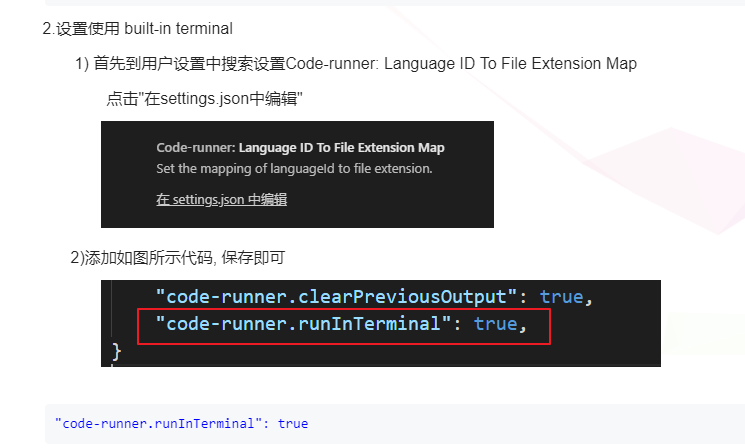 2.设置使用 built-in terminal
1) 首先到用户设置中搜索设置Code-runner: Language ID To File Extension Map
点击"在settings.json中编辑"
Code-runner: Language ID To File Extension Map
Set the mapping of languageId to file extension.
在 settings.json 中编辑
2)添加如图所示代码, 保存即可
"code-runner.clearPreviousOutput": true,
"code-runner.runInTerminal": true,
}
"code-runner.runInTerminal": true